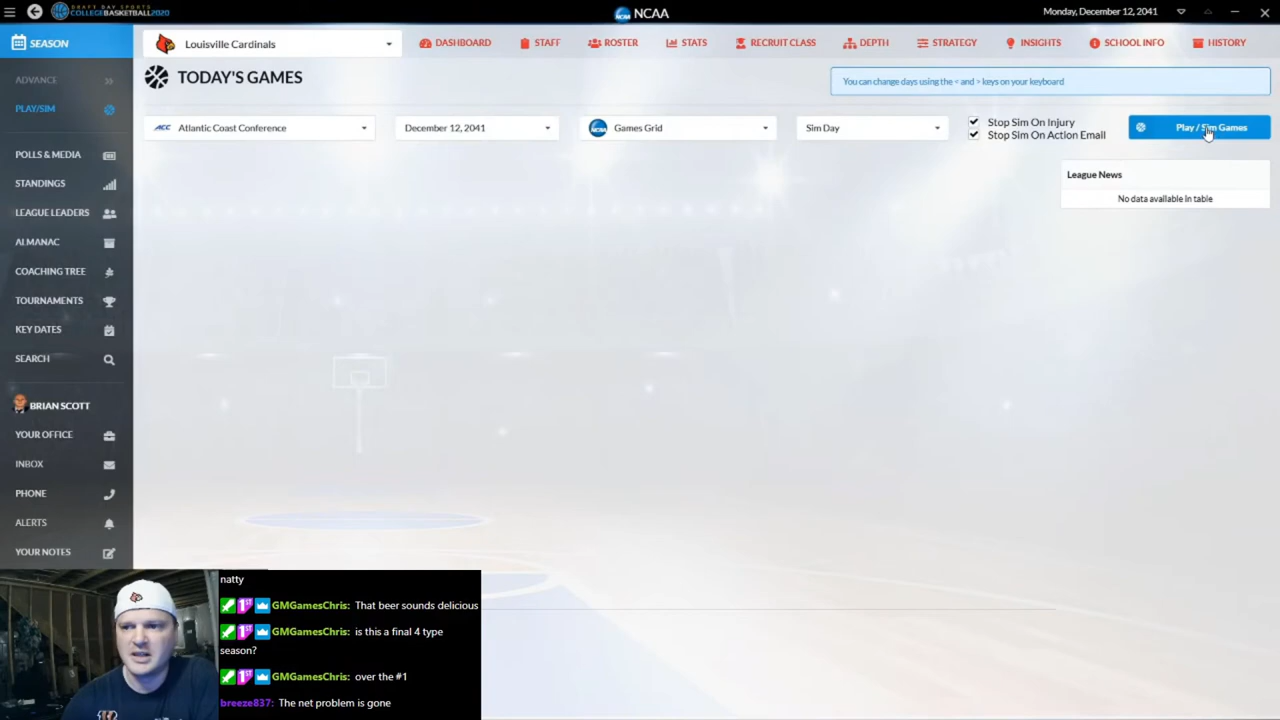 DRAFT DAY SPORTS
COLLEGE BASKETBALL 2020
NCAA
Monday, December 12, 2041
SEASON
Louisville Cardinals
DASHBOARD
STAFF
ROSTER
STATS
RECRUIT CLASS
DEPTH
STRATEGY
INSIGHTS
SCHOOL INFO
HISTORY
ADVANCE
TODAY'S GAMES
You can change days using the < and > keys on your keyboard
PLAY/SIM
ACC Atlantic Coast Conference
December 12, 2041
NCAA Games Grid
Sim Day
Stop Sim On Injury
Stop Sim On Action Email
Play / Sim Games
POLLS & MEDIA
League News
STANDINGS
No data available in table
LEAGUE LEADERS
ALMANAC
COACHING TREE
TOURNAMENTS
KEY DATES
SEARCH
BRIAN SCOTT
YOUR OFFICE
INBOX
PHONE
ALERTS
YOUR NOTES
natty
1ST GMGamesChris: That beer sounds delicious
1ST GMGamesChris: is this a final 4 type
season?
1ST GMGamesChris: over the #1
breeze837: The net problem is gone